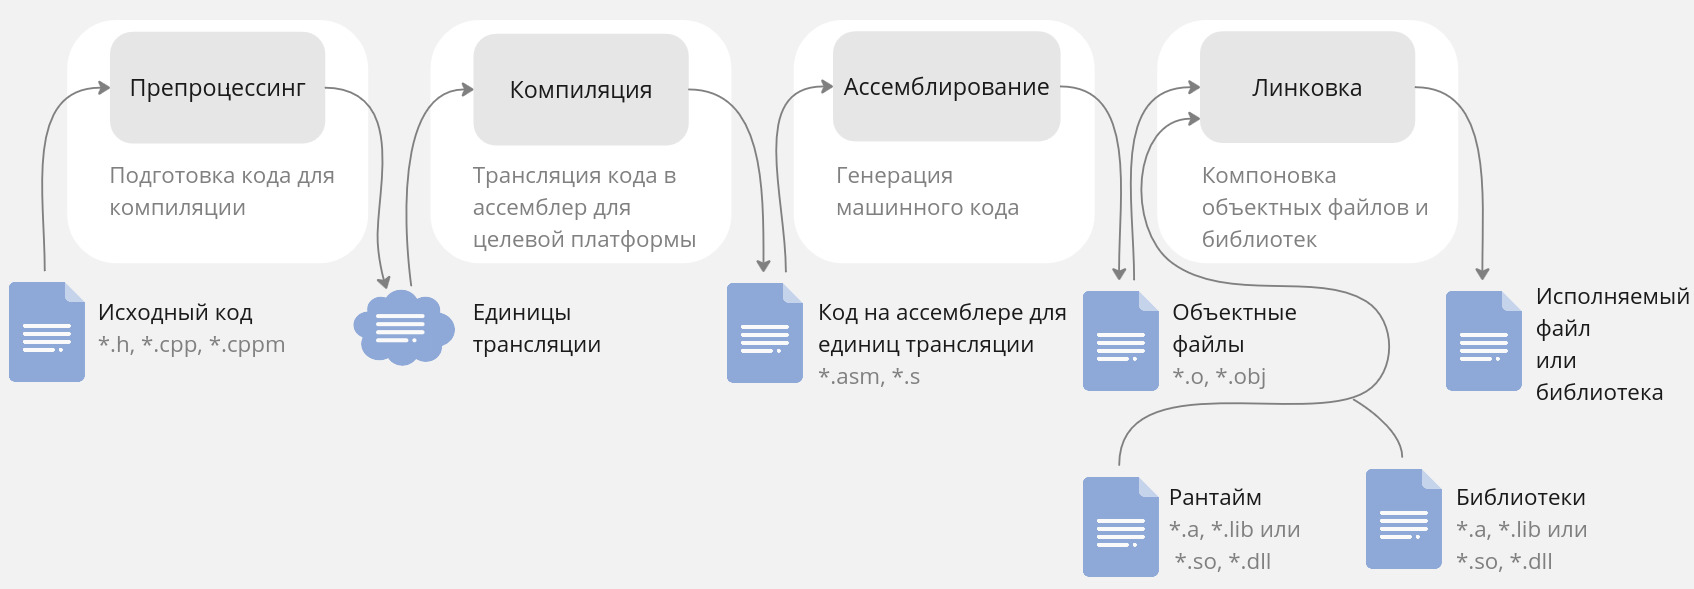 Препроцессинг
Подготовка кода для
компиляции
Компиляция
Трансляция кода в
ассемблер для
целевой платформы
Ассемблирование
Генерация
машинного кода
Линковка
Компоновка
объектных файлов и
библиотек
Исходный код
*.h, *.cpp, *.cppm
Единицы
трансляции
Код на ассемблере для
единиц трансляции
*.asm, *.s
Объектные
файлы
*.o, *.obj
Исполняемый
файл
или
библиотека
Рантайм
*.a, *.lib или
*.so, *.dll
Библиотеки
*.a, *.lib или
*.so, *.dll